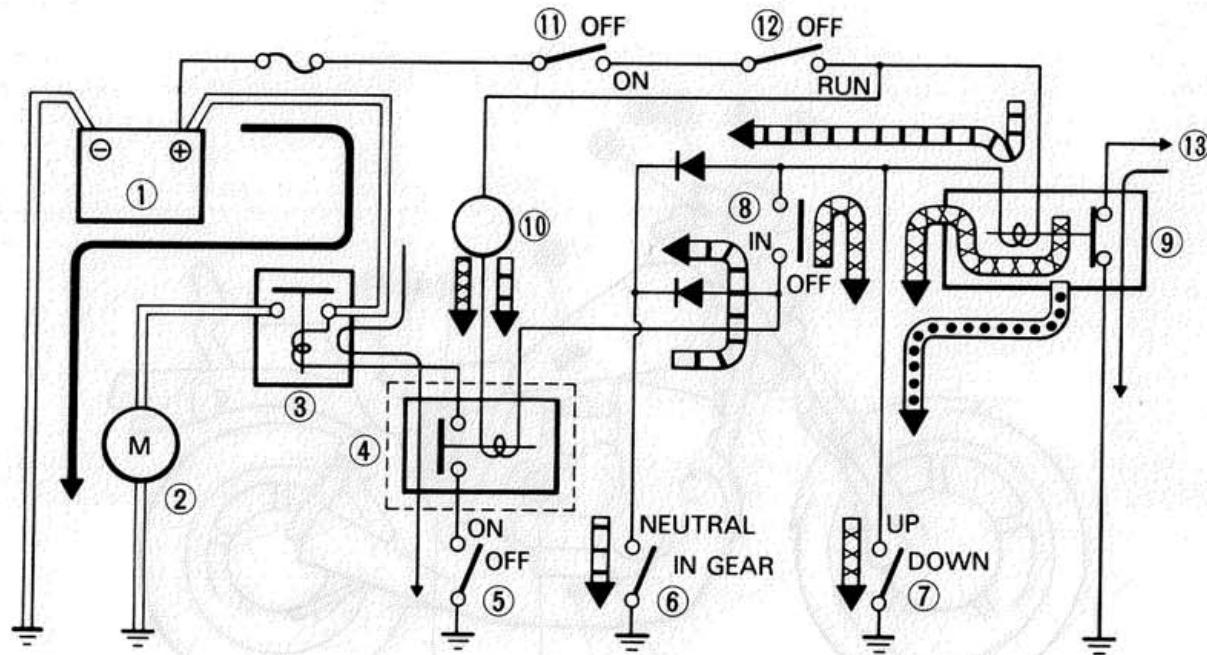 ⑪ OFF
ON
⑫ OFF
RUN
⊖ ⊕
①
⑬
⑧
IN
OFF
⑩
⑨
③
④
M
②
ON
OFF
⑤
NEUTRAL
IN GEAR
⑥
UP
DOWN
⑦